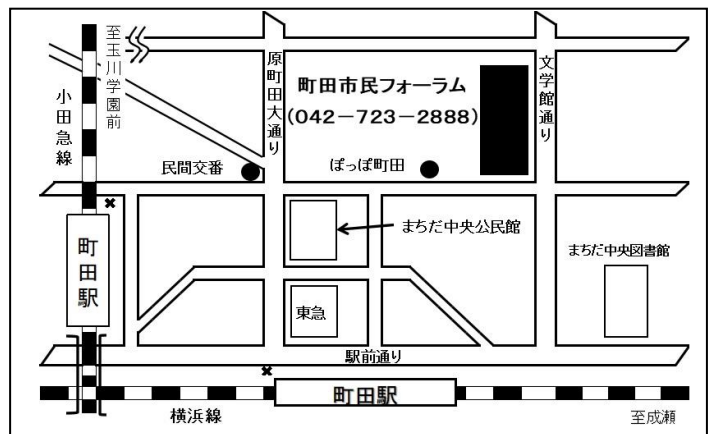 至玉川学園前
小田急線
原町田大通り
町田市民フォーラム
(042－723－2888)
文学館通り
民間交番
ぽっぽ町田
まちだ中央公民館
まちだ中央図書館
町田駅
東急
駅前通り
町田駅
横浜線
至成瀬